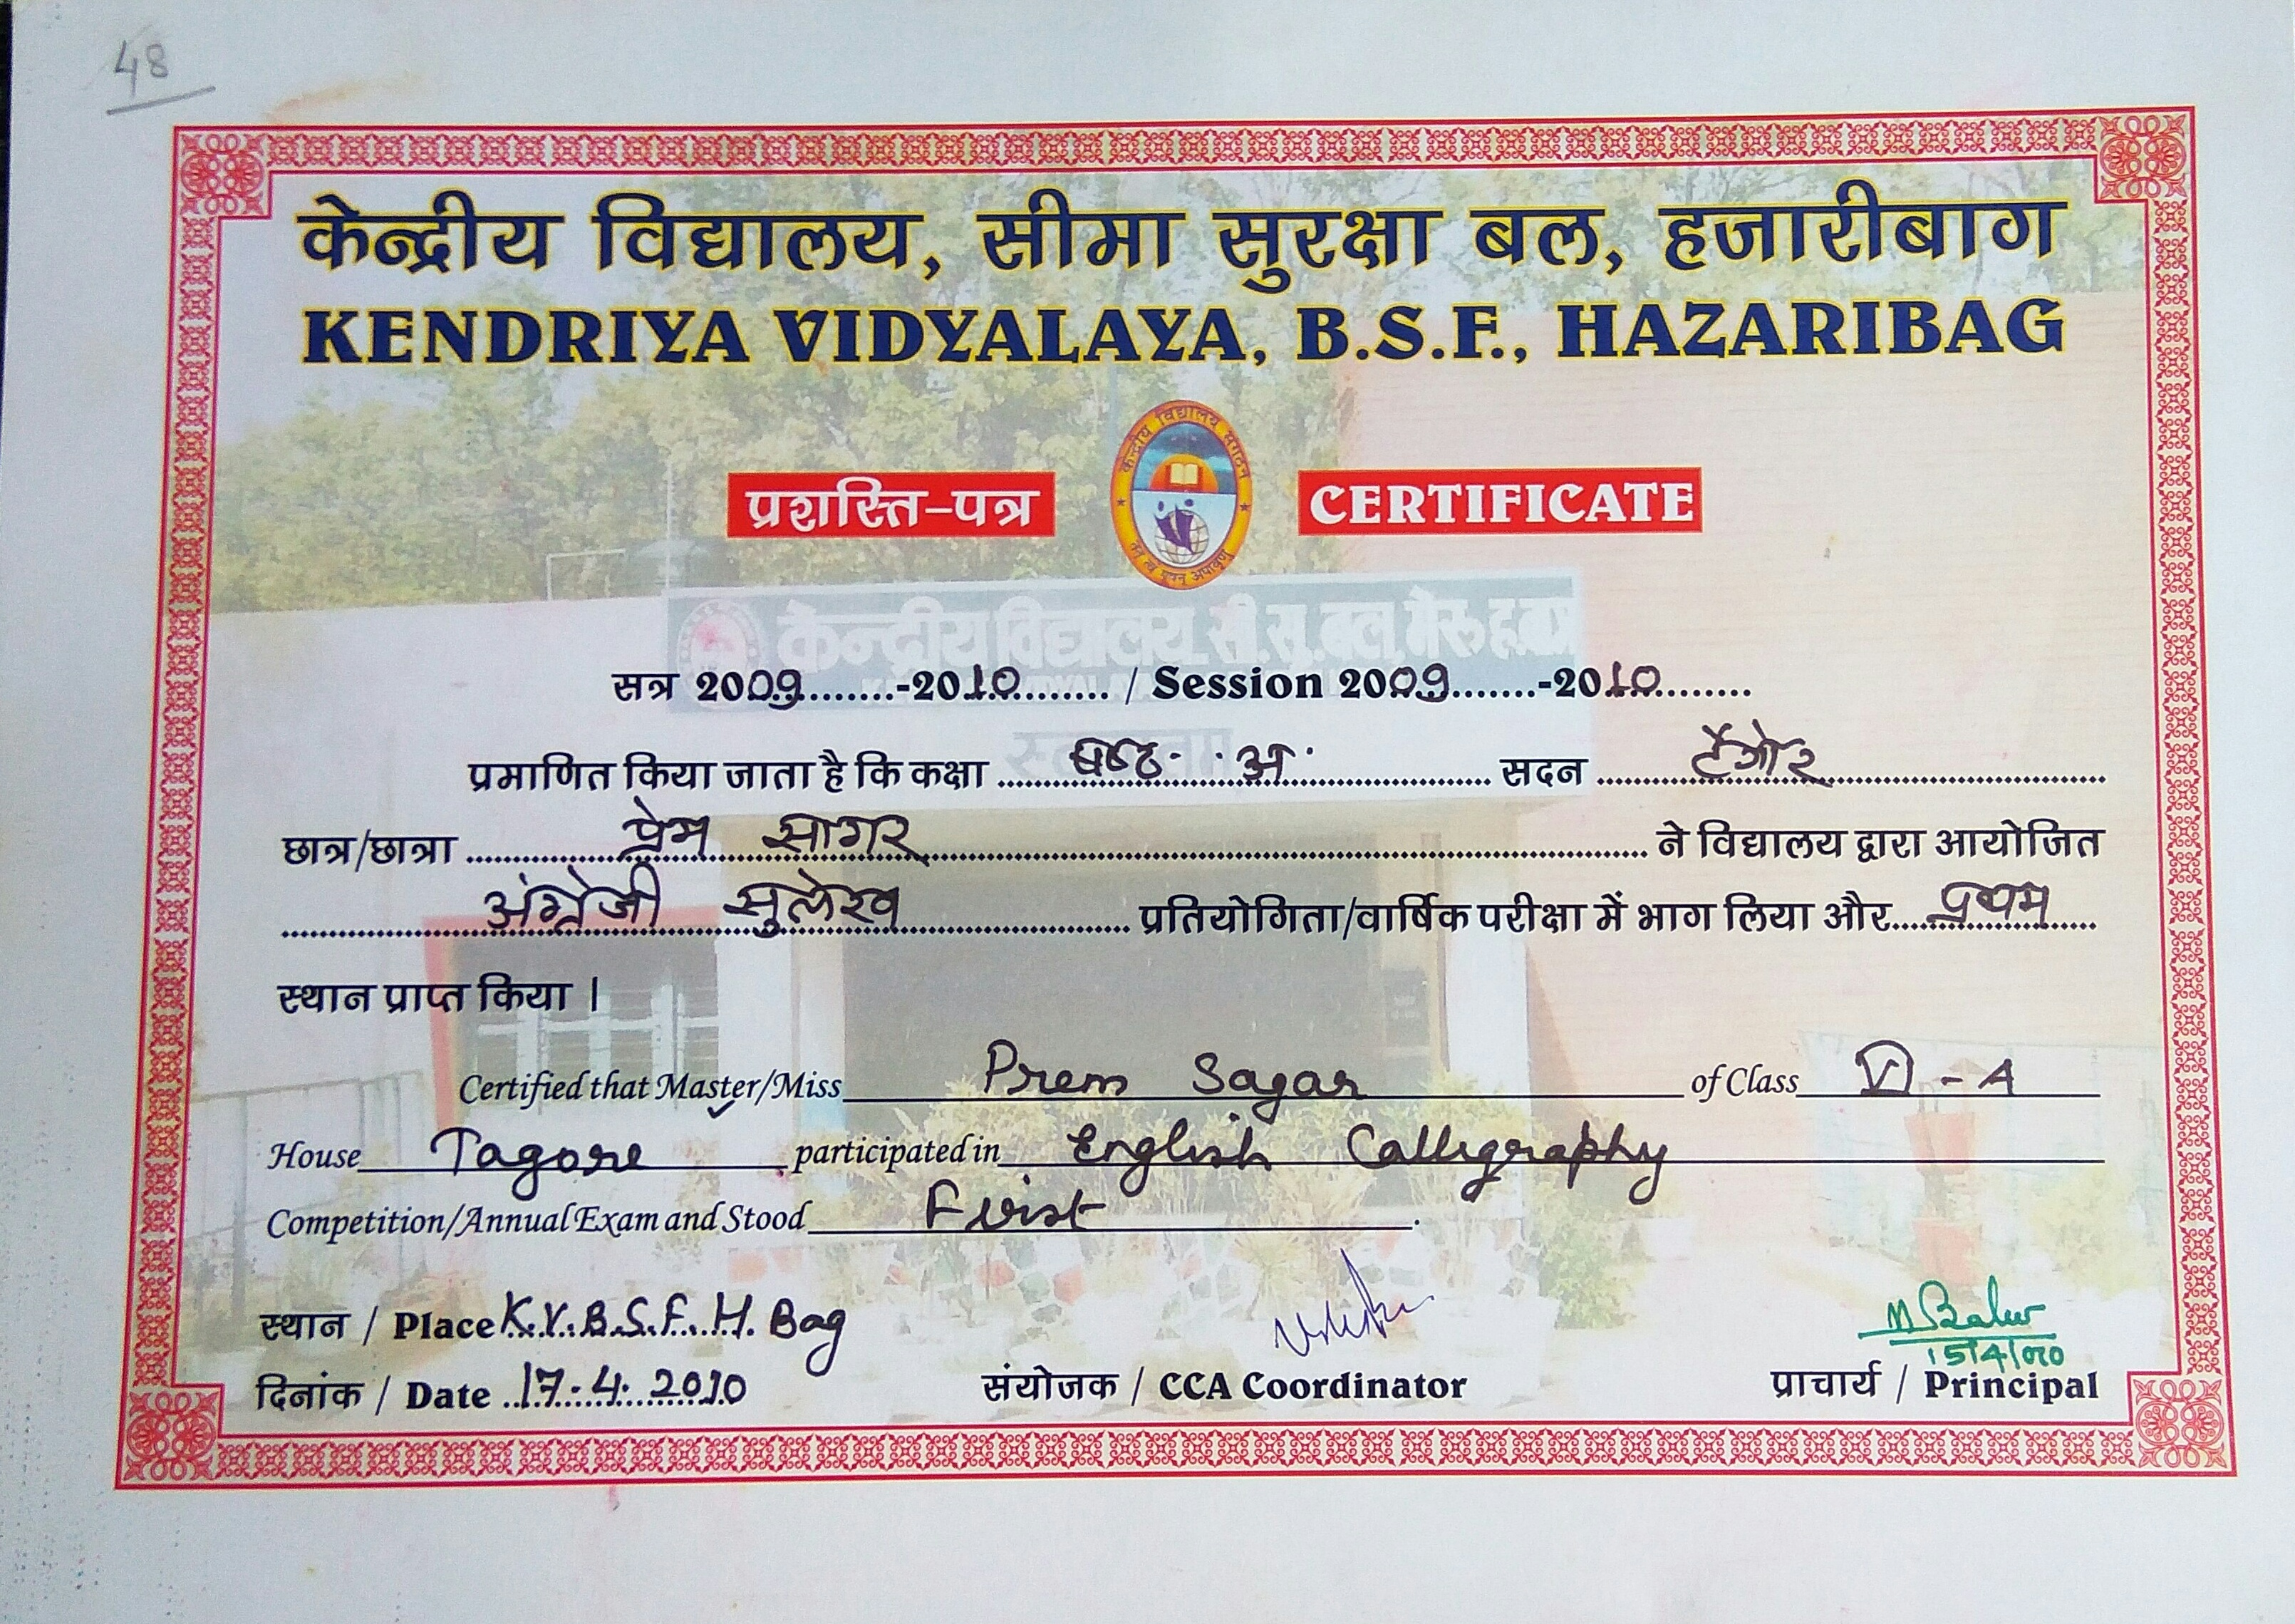 48
केन्द्रीय विद्यालय, सीमा सुरक्षा बल, हजारीबाग
KENDRIYA VIDYALAYA, B.S.F., HAZARIBAG
केन्द्रीय विद्यालय संगठन
प्रशस्ति-पत्र CERTIFICATE
केन्द्रीय विद्यालय सी.सु.बल मेरू
सत्र 2009........-2010......... / Session 2009........-2010.........
प्रमाणित किया जाता है कि कक्षा षष्ठ - अ सदन टैगोर
छात्र/छात्रा प्रेम सागर ने विद्यालय द्वारा आयोजित
अंग्रेजी सुलेख प्रतियोगिता/वार्षिक परीक्षा में भाग लिया और प्रथम
स्थान प्राप्त किया ।
Certified that Master/Miss Prem Sagar of Class VI - A
House Tagore participated in English Calligraphy
Competition/Annual Exam and Stood First.
स्थान / Place K.V.B.S.F. H. Bag
15/4/010
दिनांक / Date 17.4.2010 संयोजक / CCA Coordinator प्राचार्य / Principal